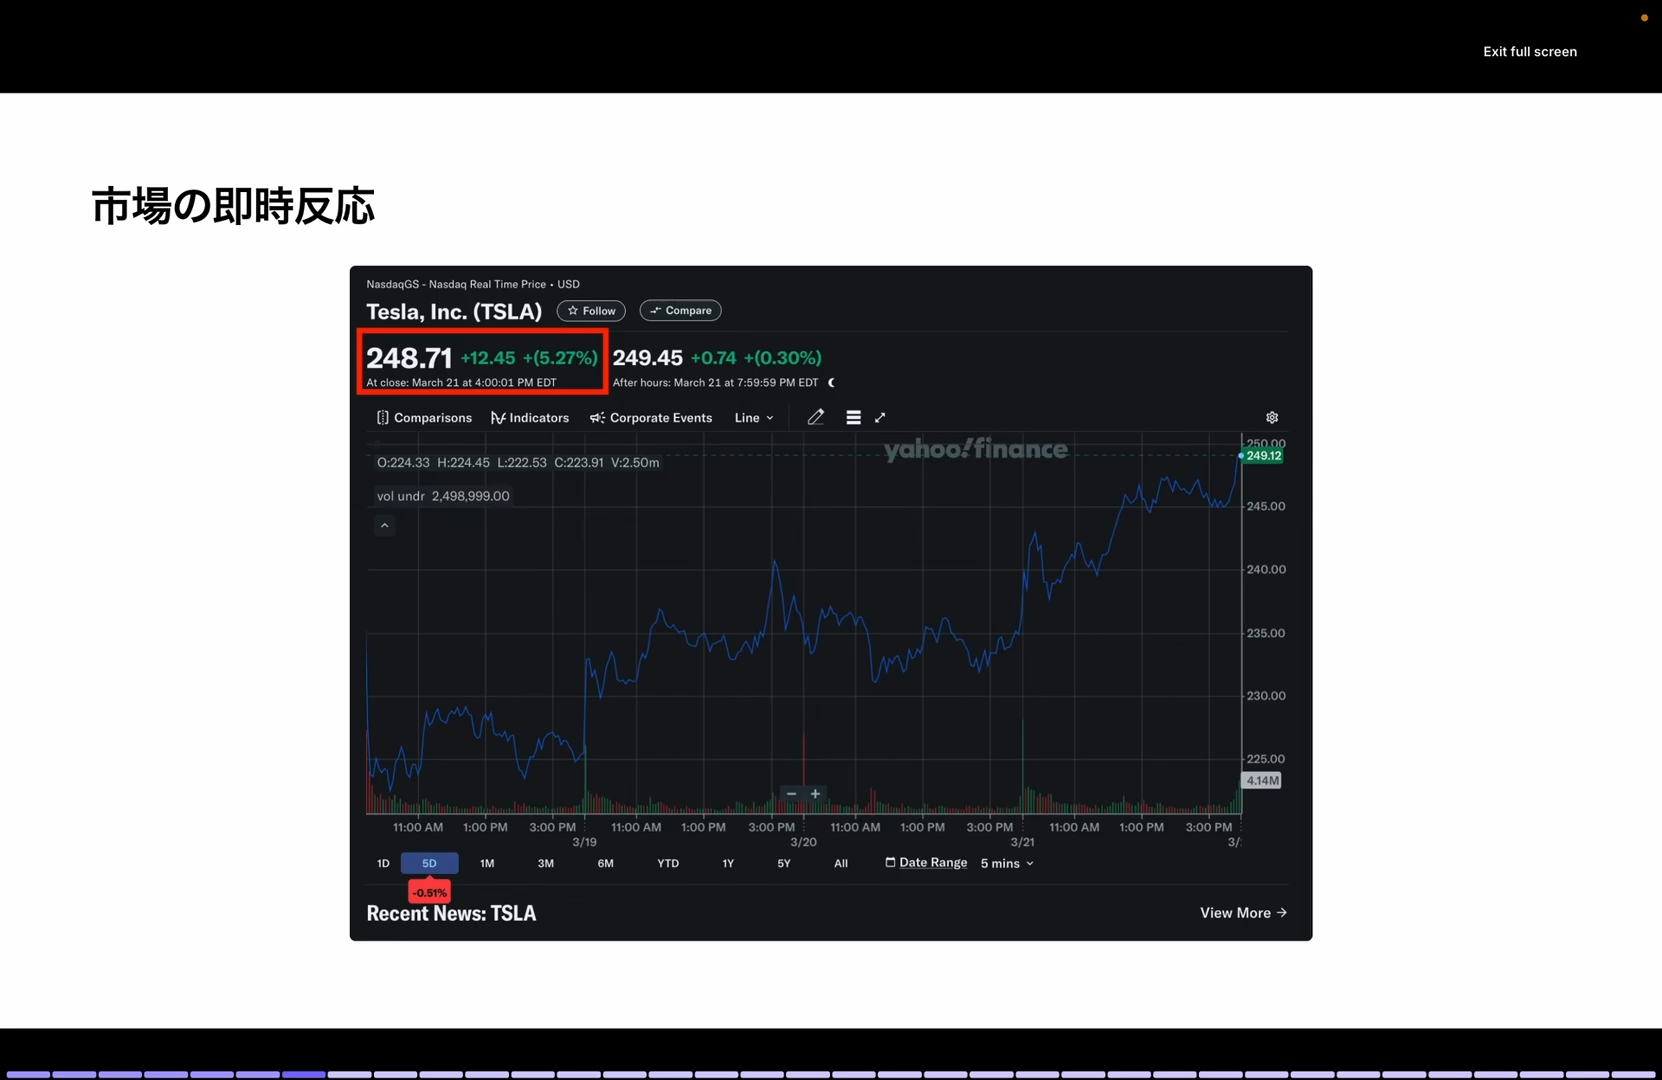 Exit full screen
市場の即時反応
NasdaqGS - Nasdaq Real Time Price • USD
Tesla, Inc. (TSLA) Follow Compare
248.71 +12.45 +(5.27%) 249.45 +0.74 +(0.30%)
At close: March 21 at 4:00:01 PM EDT After hours: March 21 at 7:59:59 PM EDT
Comparisons Indicators Corporate Events Line
yahoo!finance
250.00
249.12
O:224.33 H:224.45 L:222.53 C:223.91 V:2.50m
vol undr 2,498,999.00
245.00
240.00
235.00
230.00
225.00
4.14M
11:00 AM 1:00 PM 3:00 PM 11:00 AM 1:00 PM 3:00 PM 11:00 AM 1:00 PM 3:00 PM 11:00 AM 1:00 PM 3:00 PM
3/19 3/20 3/21 3/
1D 5D 1M 3M 6M YTD 1Y 5Y All Date Range 5 mins
-0.51%
Recent News: TSLA View More